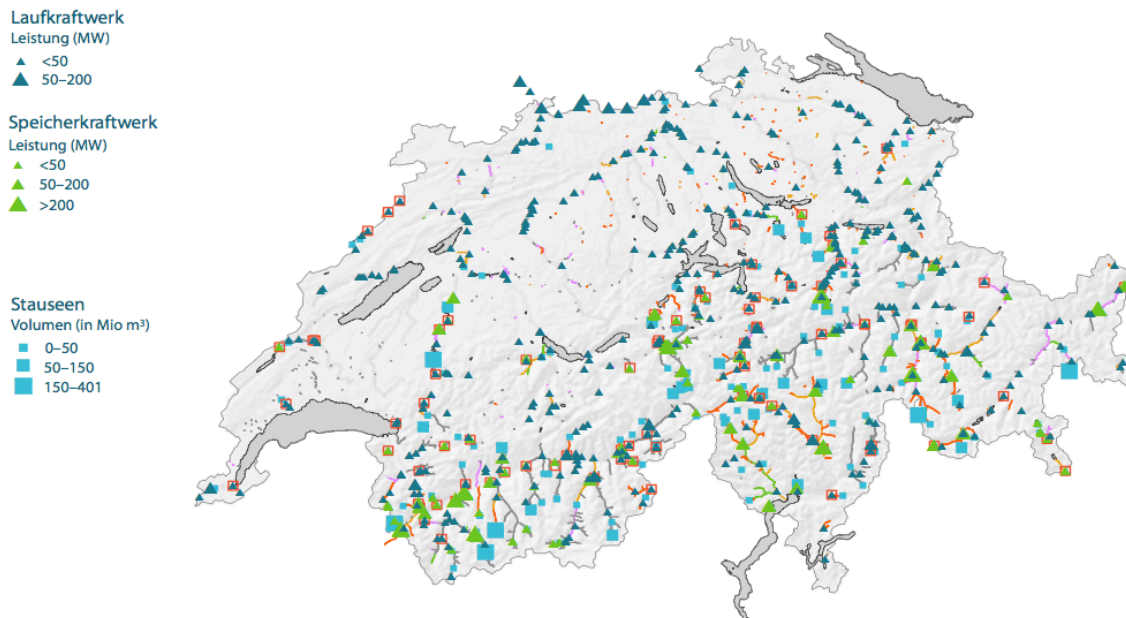 Laufkraftwerk
Leistung (MW)
<50
50–200
Speicherkraftwerk
Leistung (MW)
<50
50–200
>200
Stauseen
Volumen (in Mio m³)
0–50
50–150
150–401